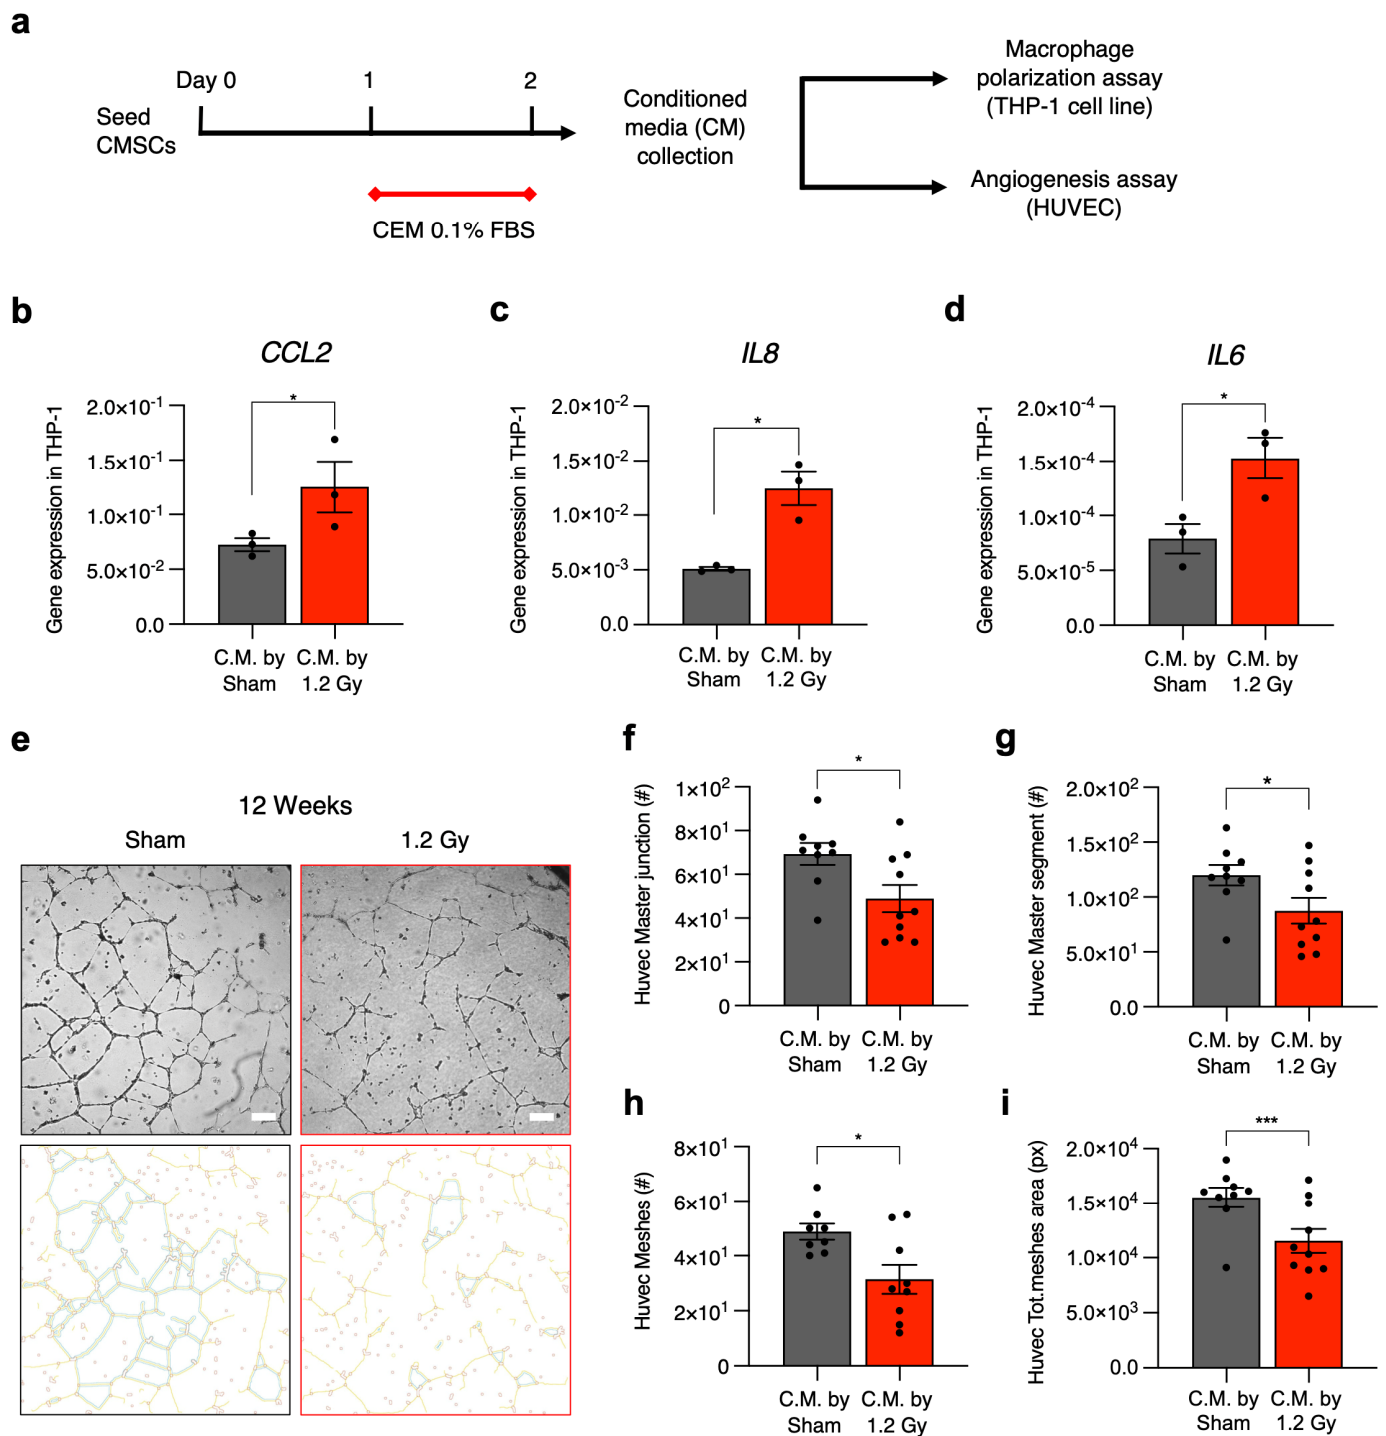 a
Day 0
1
2
Seed
CMSCs
CEM 0.1% FBS
Conditioned
media (CM)
collection
Macrophage
polarization assay
(THP-1 cell line)
Angiogenesis assay
(HUVEC)
b
CCL2
Gene expression in THP-1
2.0×10⁻¹
1.5×10⁻¹
1.0×10⁻¹
5.0×10⁻²
0.0
*
C.M. by
Sham
C.M. by
1.2 Gy
c
IL8
Gene expression in THP-1
2.0×10⁻²
1.5×10⁻²
1.0×10⁻²
5.0×10⁻³
0.0
*
C.M. by
Sham
C.M. by
1.2 Gy
d
IL6
Gene expression in THP-1
2.0×10⁻⁴
1.5×10⁻⁴
1.0×10⁻⁴
5.0×10⁻⁵
0.0
*
C.M. by
Sham
C.M. by
1.2 Gy
e
12 Weeks
Sham
1.2 Gy
f
Huvec Master junction (#)
1×10²
8×10¹
6×10¹
4×10¹
2×10¹
0
*
C.M. by
Sham
C.M. by
1.2 Gy
g
Huvec Master segment (#)
2.0×10²
1.5×10²
1.0×10²
5.0×10¹
0.0
*
C.M. by
Sham
C.M. by
1.2 Gy
h
Huvec Meshes (#)
8×10¹
6×10¹
4×10¹
2×10¹
0
*
C.M. by
Sham
C.M. by
1.2 Gy
i
Huvec Tot.meshes area (px)
2.0×10⁴
1.5×10⁴
1.0×10⁴
5.0×10³
0.0
***
C.M. by
Sham
C.M. by
1.2 Gy